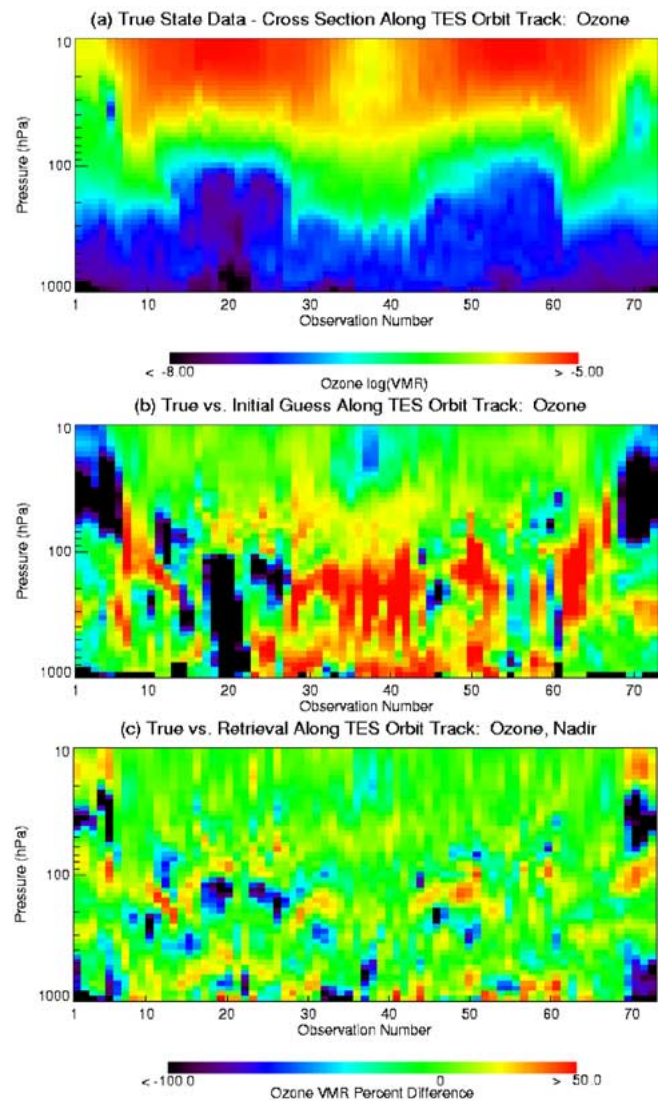 (a) True State Data - Cross Section Along TES Orbit Track: Ozone
10
100
1000
Pressure (hPa)
1 10 20 30 40 50 60 70
Observation Number
< -8.00 > -5.00
Ozone log(VMR)
(b) True vs. Initial Guess Along TES Orbit Track: Ozone
10
100
1000
Pressure (hPa)
1 10 20 30 40 50 60 70
Observation Number
(c) True vs. Retrieval Along TES Orbit Track: Ozone, Nadir
10
100
1000
Pressure (hPa)
1 10 20 30 40 50 60 70
Observation Number
< -100.0 0 > 50.0
Ozone VMR Percent Difference